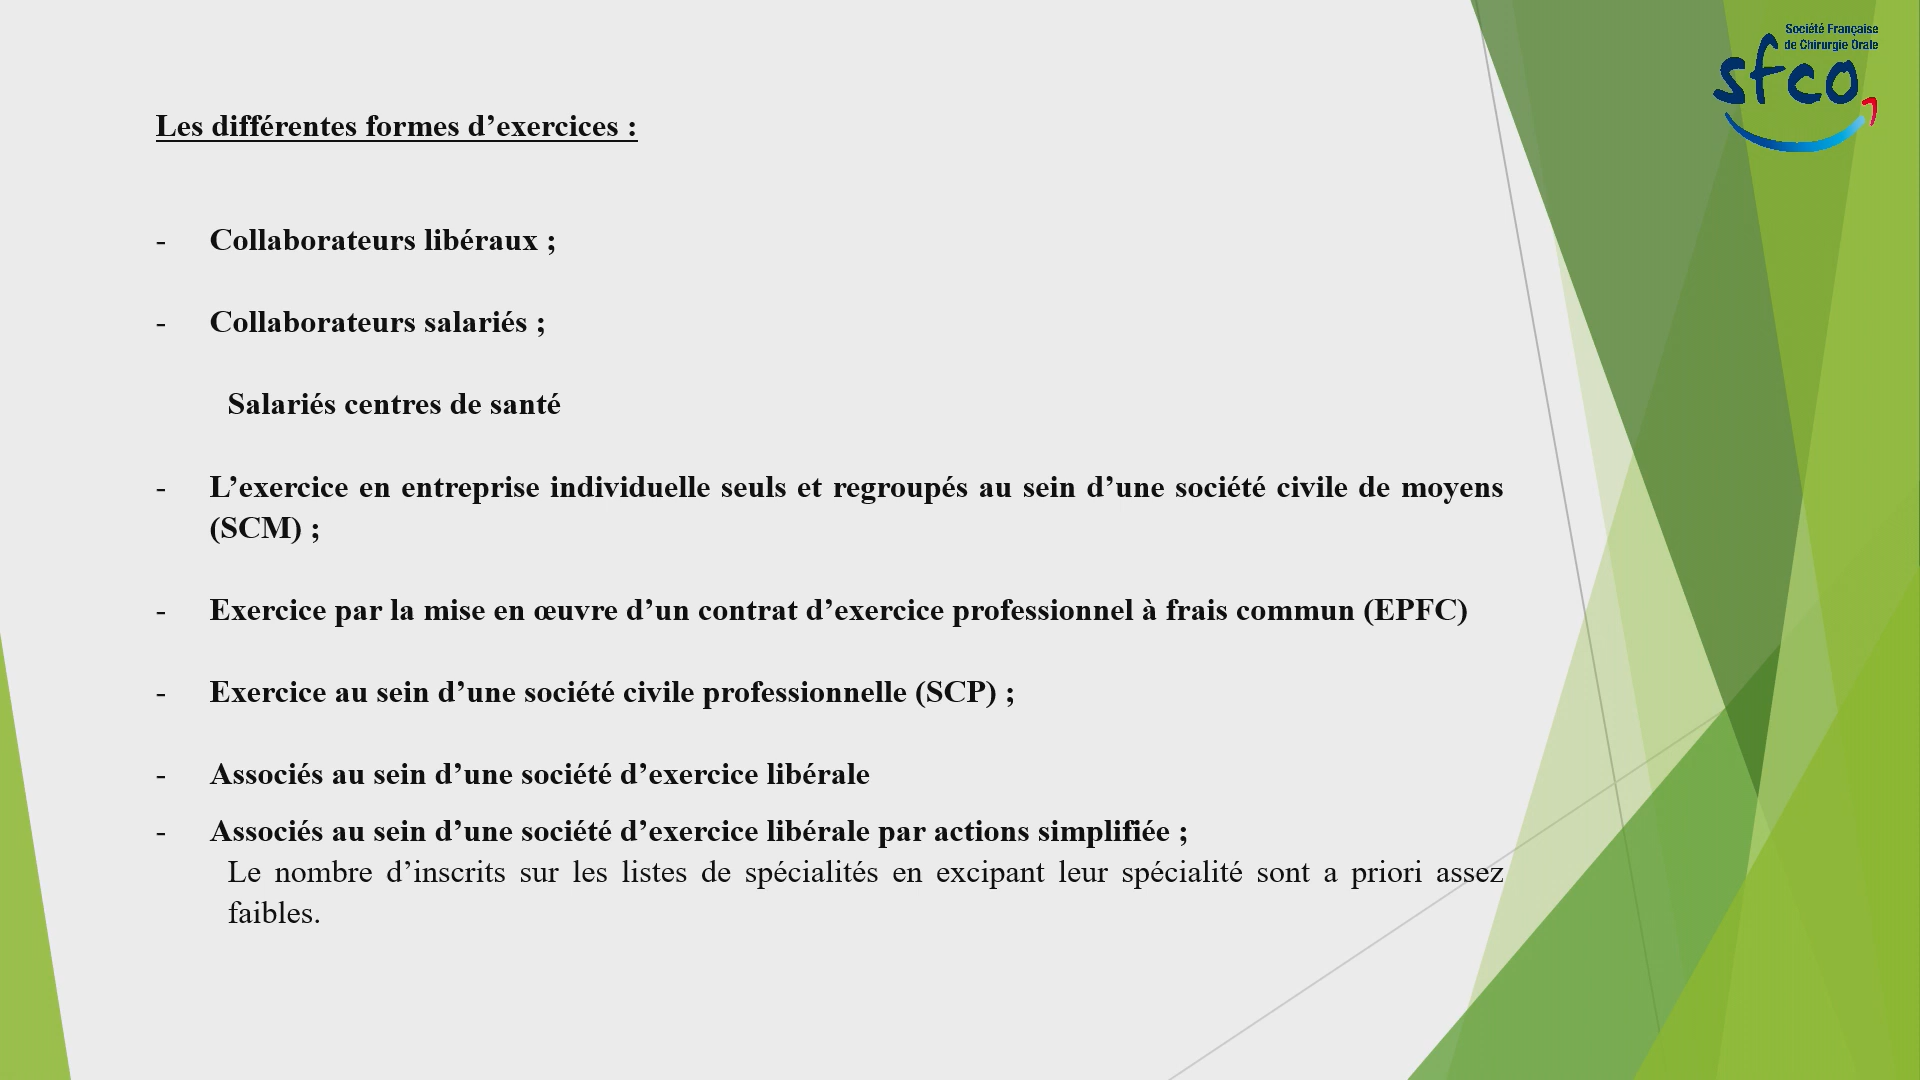 Société Française
de Chirurgie Orale
sfco
Les différentes formes d’exercices :
- Collaborateurs libéraux ;
- Collaborateurs salariés ;
Salariés centres de santé
- L’exercice en entreprise individuelle seuls et regroupés au sein d’une société civile de moyens
(SCM) ;
- Exercice par la mise en œuvre d’un contrat d’exercice professionnel à frais commun (EPFC)
- Exercice au sein d’une société civile professionnelle (SCP) ;
- Associés au sein d’une société d’exercice libérale
- Associés au sein d’une société d’exercice libérale par actions simplifiée ;
Le nombre d’inscrits sur les listes de spécialités en excipant leur spécialité sont a priori assez
faibles.